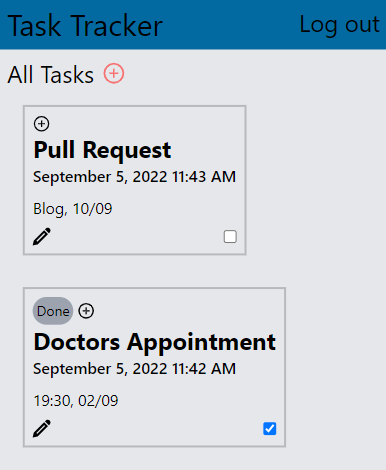 Task Tracker
Log out
All Tasks
Pull Request
September 5, 2022 11:43 AM
Blog, 10/09
Done
Doctors Appointment
September 5, 2022 11:42 AM
19:30, 02/09